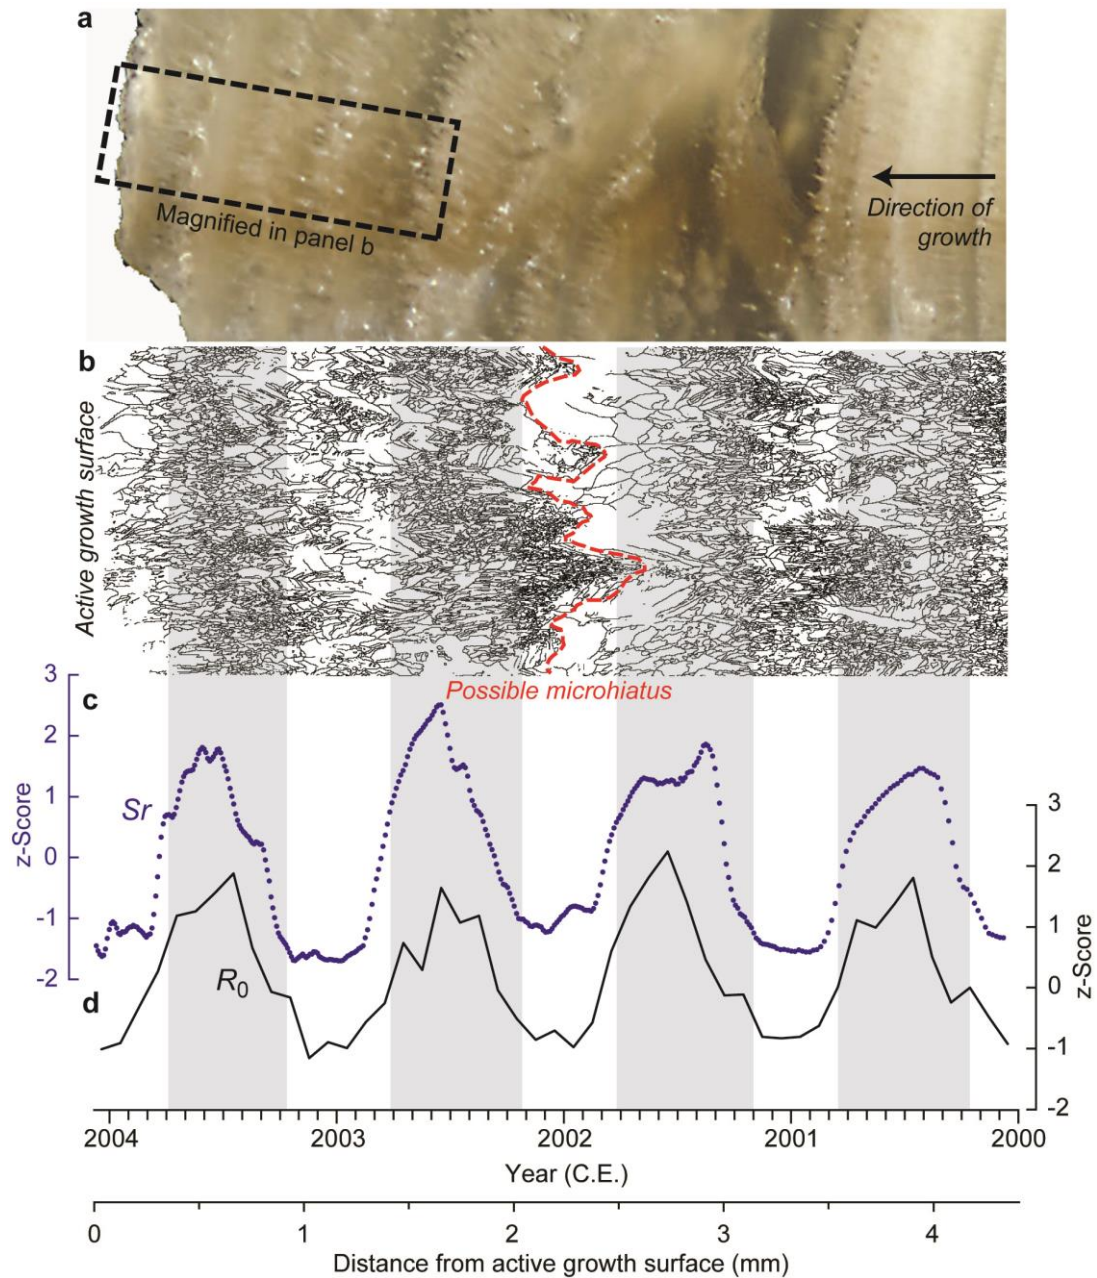 a
Magnified in panel b
Direction of
growth
b
Active growth surface
Possible microhiatus
c
3
2
1
0
-1
-2
z-Score
Sr
d
R0
3
2
1
0
-1
-2
z-Score
2004 2003 2002 2001 2000
Year (C.E.)
0 1 2 3 4
Distance from active growth surface (mm)